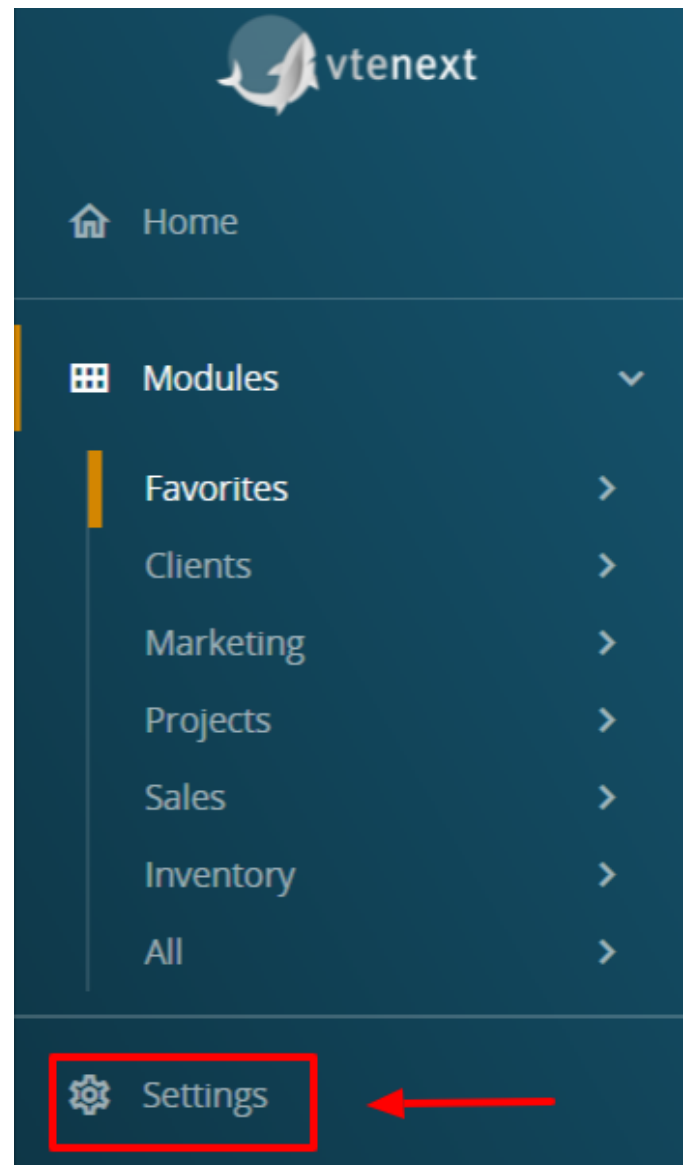 vtenext
Home
Modules
Favorites
Clients
Marketing
Projects
Sales
Inventory
All
Settings